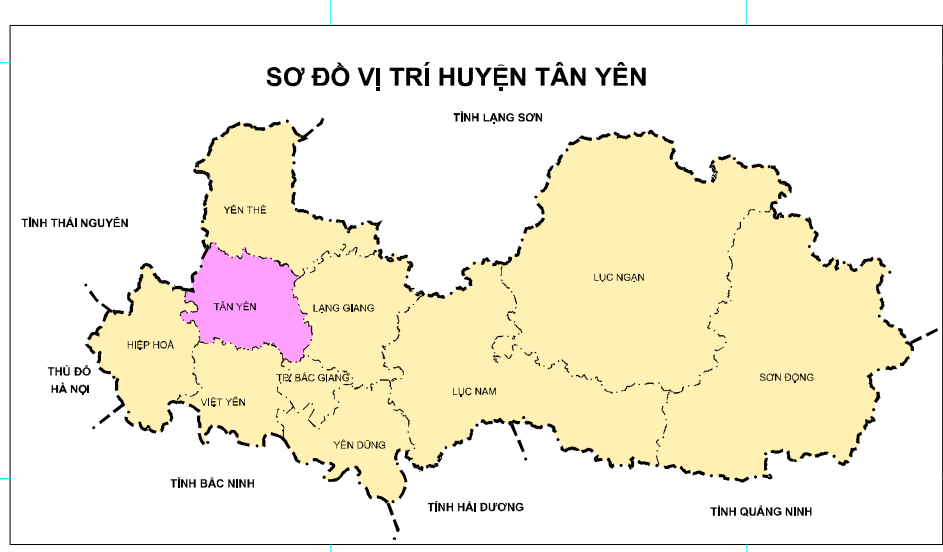 SƠ ĐỒ VỊ TRÍ HUYỆN TÂN YÊN
TỈNH LẠNG SƠN
YÊN THẾ
TỈNH THÁI NGUYÊN
LỤC NGẠN
TÂN YÊN
LẠNG GIANG
HIỆP HOÀ
THỦ ĐÔ
HÀ NỘI
TP. BẮC GIANG
SƠN ĐỘNG
LỤC NAM
VIỆT YÊN
YÊN DŨNG
TỈNH BẮC NINH
TỈNH HẢI DƯƠNG
TỈNH QUẢNG NINH